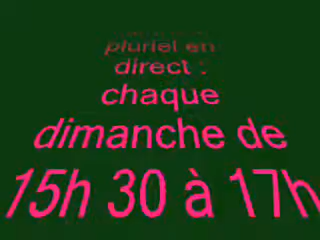 pluriel en
direct :
chaque
dimanche de
15h 30 à 17h